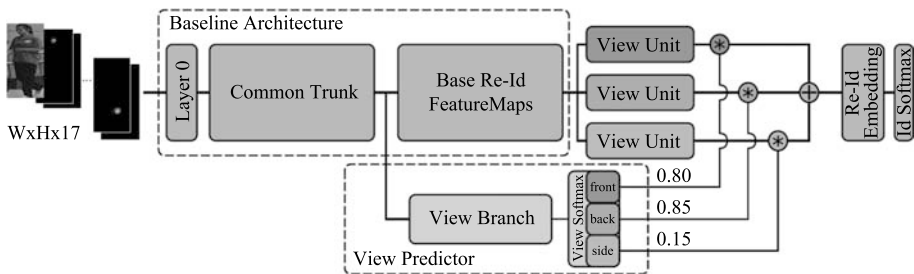 Baseline Architecture
WxHx17
Layer 0
Common Trunk
Base Re-Id
FeatureMaps
View Unit
View Unit
View Unit
*
*
*
+
Re-Id
Embedding
Id Softmax
View Branch
View Softmax
front
back
side
0.80
0.85
0.15
View Predictor